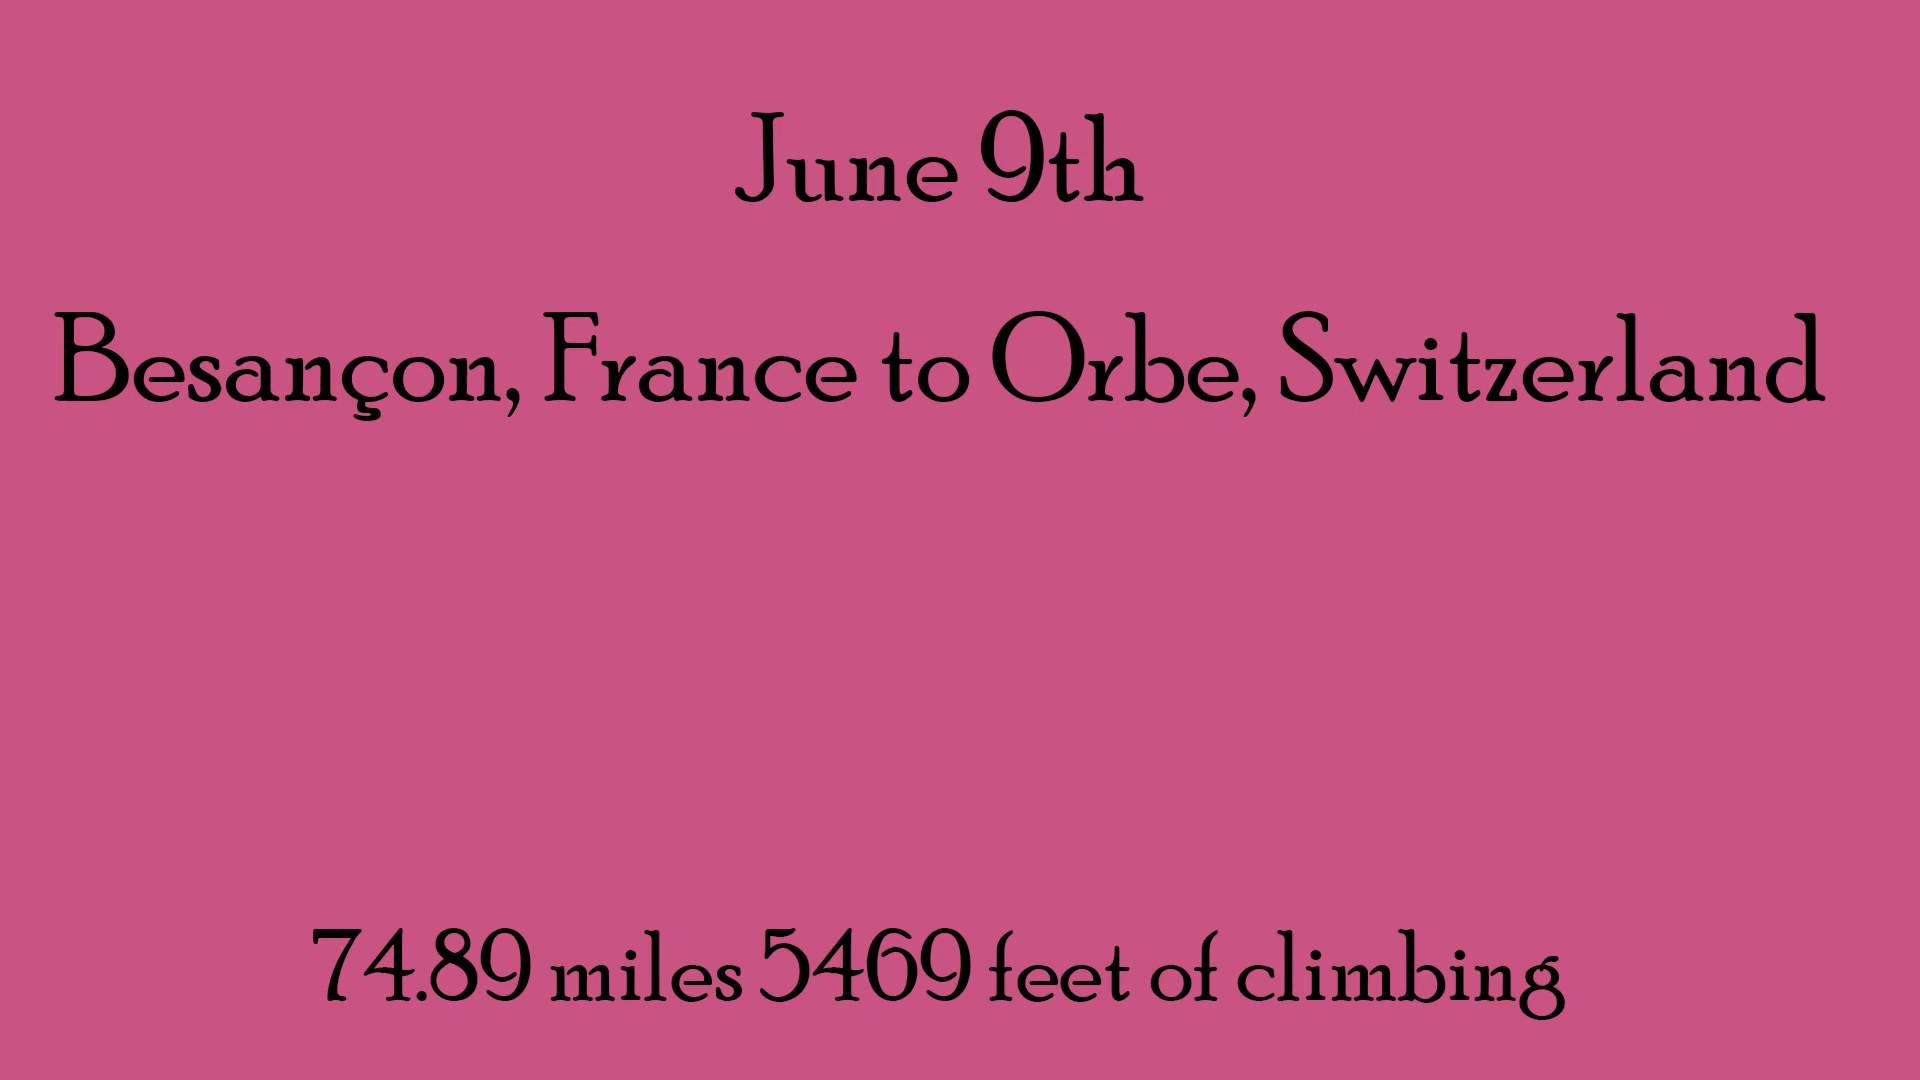 June 9th
Besançon, France to Orbe, Switzerland
74.89 miles 5469 feet of climbing